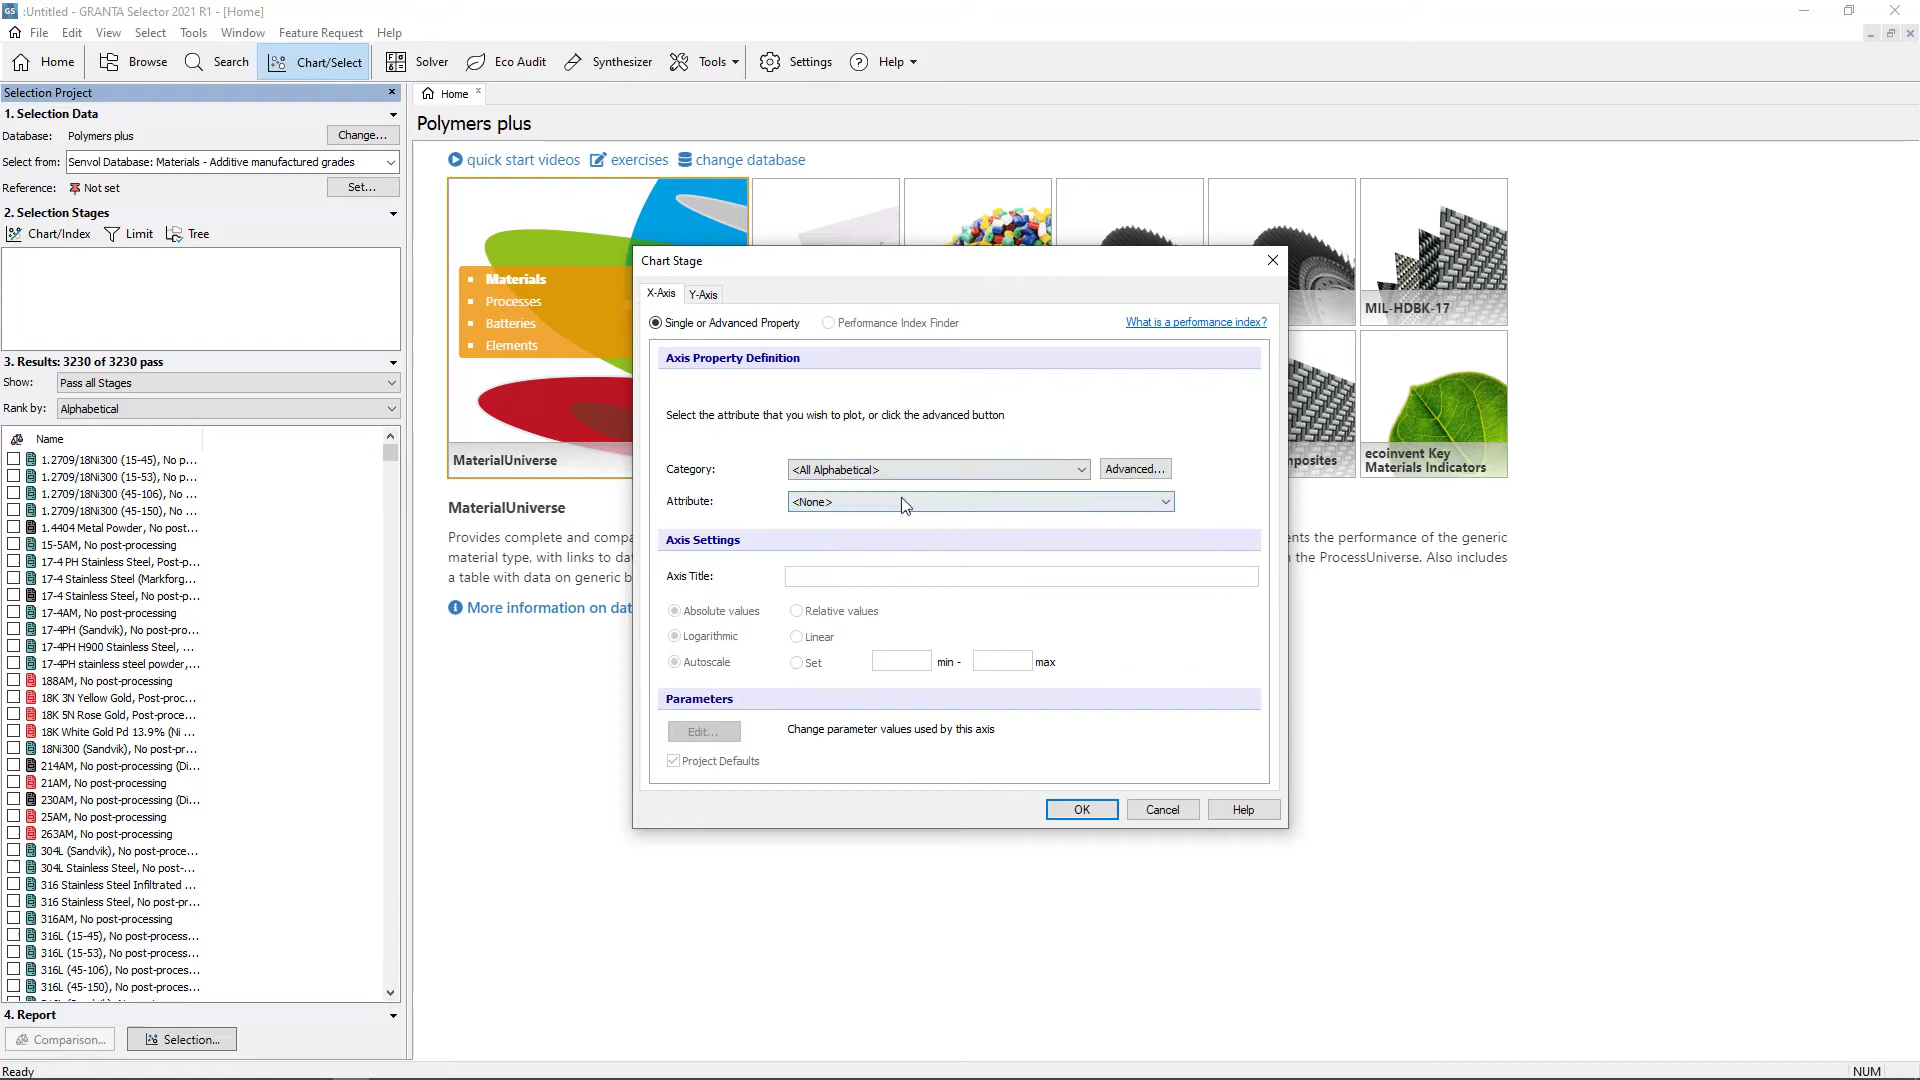 GS :Untitled - GRANTA Selector 2021 R1 - [Home]
File Edit View Select Tools Window Feature Request Help
Home Browse Search Chart/Select Solver Eco Audit Synthesizer Tools Settings Help
Selection Project
1. Selection Data
Database: Polymers plus Change...
Select from: Senvol Database: Materials - Additive manufactured grades
Reference: Not set Set...
2. Selection Stages
Chart/Index Limit Tree
3. Results: 3230 of 3230 pass
Show: Pass all Stages
Rank by: Alphabetical
Name
1.2709/18Ni300 (15-45), No p...
1.2709/18Ni300 (15-53), No p...
1.2709/18Ni300 (45-106), No ...
1.2709/18Ni300 (45-150), No ...
1.4404 Metal Powder, No post...
15-5AM, No post-processing
17-4 PH Stainless Steel, Post-p...
17-4 Stainless Steel (Markforg...
17-4 Stainless Steel, No post-p...
17-4AM, No post-processing
17-4PH (Sandvik), No post-pro...
17-4PH H900 Stainless Steel, ...
17-4PH stainless steel powder,...
188AM, No post-processing
18K 3N Yellow Gold, Post-proc...
18K 5N Rose Gold, Post-proce...
18K White Gold Pd 13.9% (Ni ...
18Ni300 (Sandvik), No post-pr...
214AM, No post-processing (Di...
21AM, No post-processing
230AM, No post-processing (Di...
25AM, No post-processing
263AM, No post-processing
304L (Sandvik), No post-proce...
304L Stainless Steel, No post-...
316 Stainless Steel Infiltrated ...
316 Stainless Steel, No post-pr...
316AM, No post-processing
316L (15-45), No post-process...
316L (15-53), No post-process...
316L (45-106), No post-proces...
316L (45-150), No post-proces...
4. Report
Comparison... Selection...
Ready
NUM
Home
Polymers plus
quick start videos exercises change database
Materials
Processes
Batteries
Elements
MaterialUniverse
MIL-HDBK-17
mposites
ecoinvent Key
Materials Indicators
MaterialUniverse
Provides complete and compa
material type, with links to da
a table with data on generic b
ents the performance of the generic
the ProcessUniverse. Also includes
More information on dat
Chart Stage
X-Axis Y-Axis
Single or Advanced Property Performance Index Finder What is a performance index?
Axis Property Definition
Select the attribute that you wish to plot, or click the advanced button
Category: <All Alphabetical> Advanced...
Attribute: <None>
Axis Settings
Axis Title:
Absolute values Relative values
Logarithmic Linear
Autoscale Set min - max
Parameters
Edit... Change parameter values used by this axis
Project Defaults
OK Cancel Help